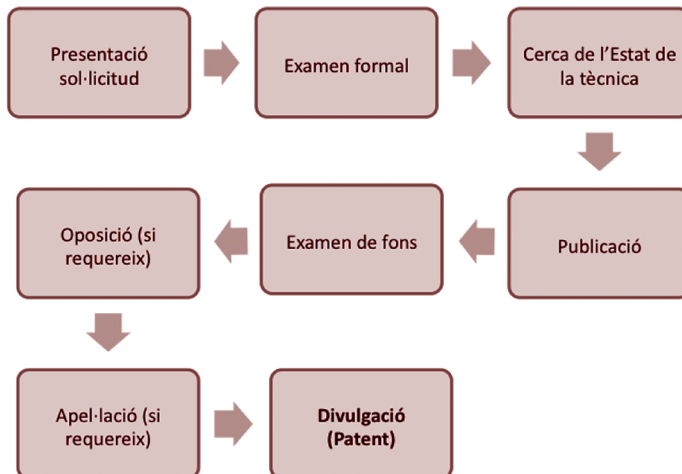 Presentació
sol·licitud
Examen formal
Cerca de l'Estat de
la tècnica
Publicació
Examen de fons
Oposició (si
requereix)
Apel·lació (si
requereix)
Divulgació
(Patent)